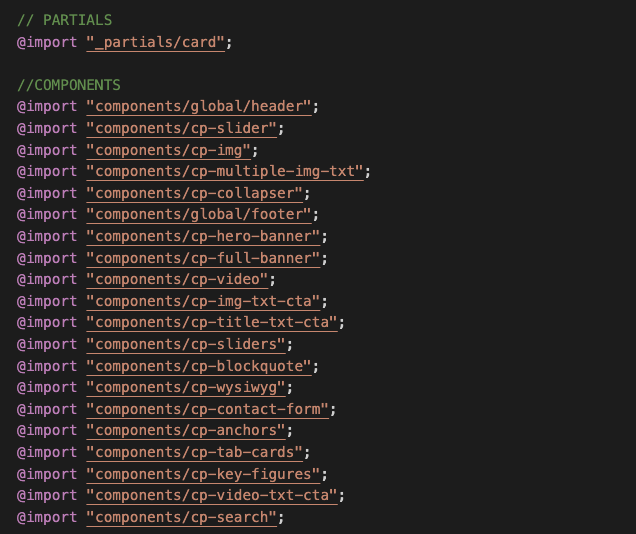 // PARTIALS
@import "_partials/card";
//COMPONENTS
@import "components/global/header";
@import "components/cp-slider";
@import "components/cp-img";
@import "components/cp-multiple-img-txt";
@import "components/cp-collapser";
@import "components/global/footer";
@import "components/cp-hero-banner";
@import "components/cp-full-banner";
@import "components/cp-video";
@import "components/cp-img-txt-cta";
@import "components/cp-title-txt-cta";
@import "components/cp-sliders";
@import "components/cp-blockquote";
@import "components/cp-wysiwyg";
@import "components/cp-contact-form";
@import "components/cp-anchors";
@import "components/cp-tab-cards";
@import "components/cp-key-figures";
@import "components/cp-video-txt-cta";
@import "components/cp-search";